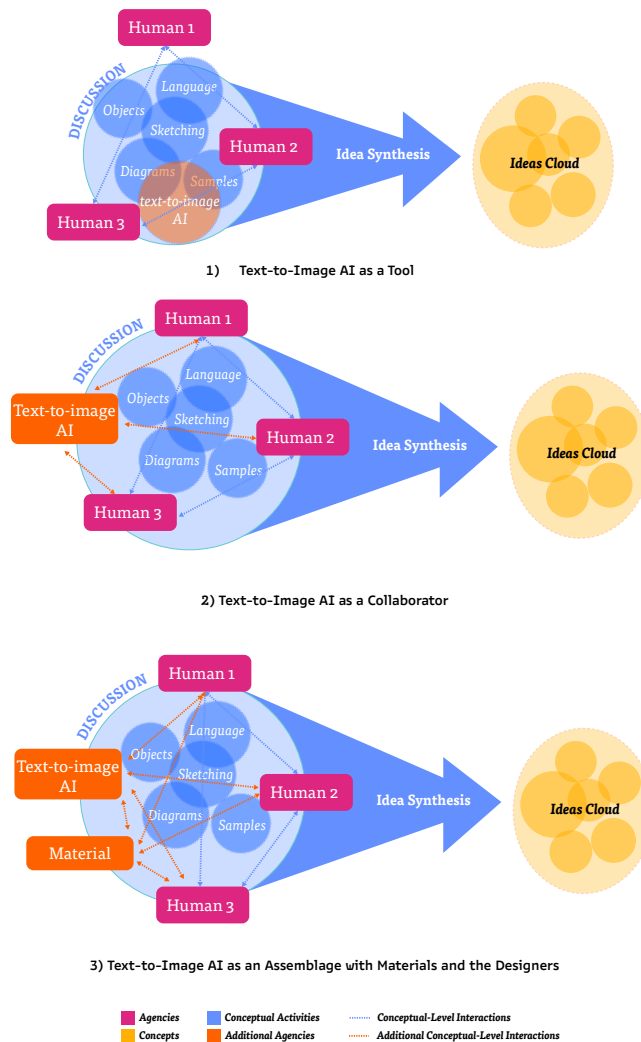 Human 1
DISCUSSION
Language
Objects
Sketching
Human 2
Idea Synthesis
Ideas Cloud
Diagrams
Samples
text-to-image
AI
Human 3
1) Text-to-Image AI as a Tool
Human 1
DISCUSSION
Language
Objects
Text-to-image
AI
Sketching
Human 2
Idea Synthesis
Ideas Cloud
Diagrams
Samples
Human 3
2) Text-to-Image AI as a Collaborator
Human 1
DISCUSSION
Language
Objects
Text-to-image
AI
Sketching
Human 2
Idea Synthesis
Ideas Cloud
Diagrams
Samples
Material
Human 3
3) Text-to-Image AI as an Assemblage with Materials and the Designers
Agencies
Conceptual Activities
Conceptual-Level Interactions
Concepts
Additional Agencies
Additional Conceptual-Level Interactions